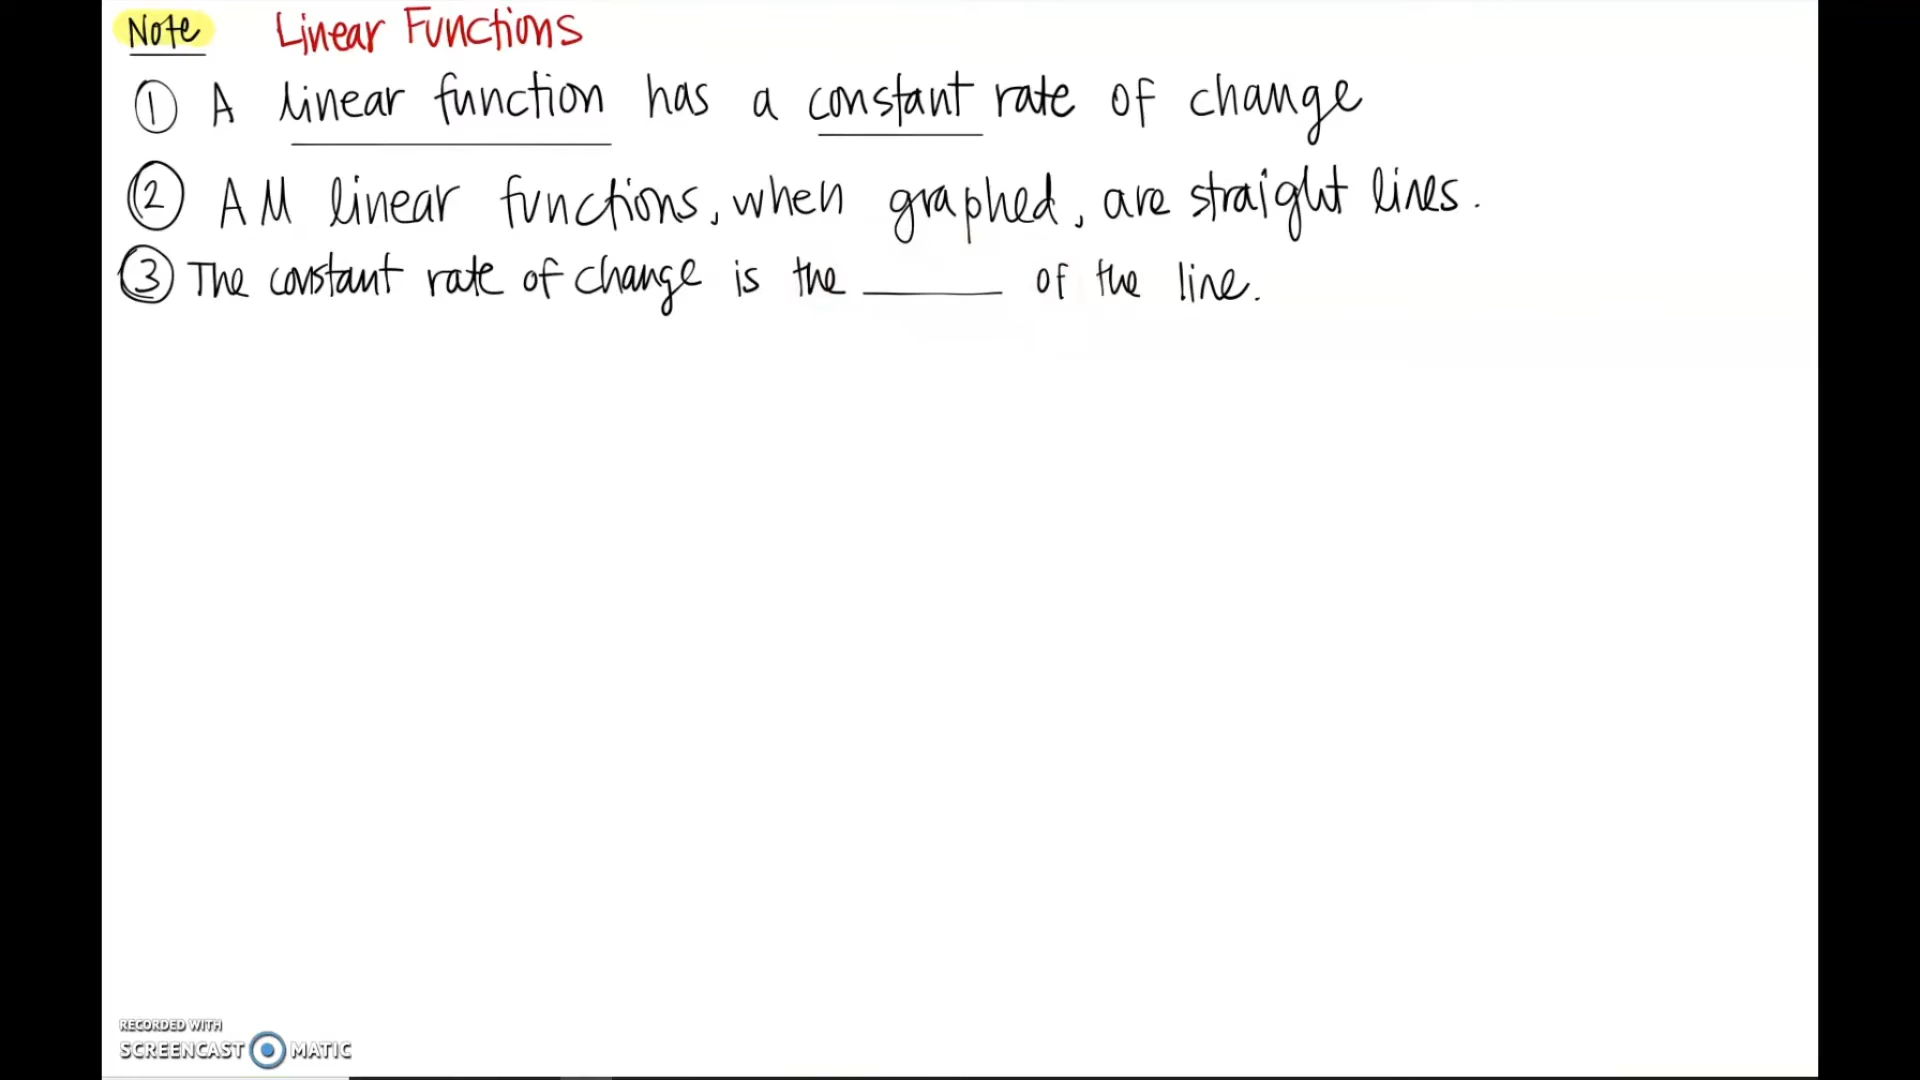 Note Linear Functions
① A linear function has a constant rate of change
② All linear functions, when graphed, are straight lines.
③ The constant rate of change is the ______ of the line.
RECORDED WITH
SCREENCAST MATIC